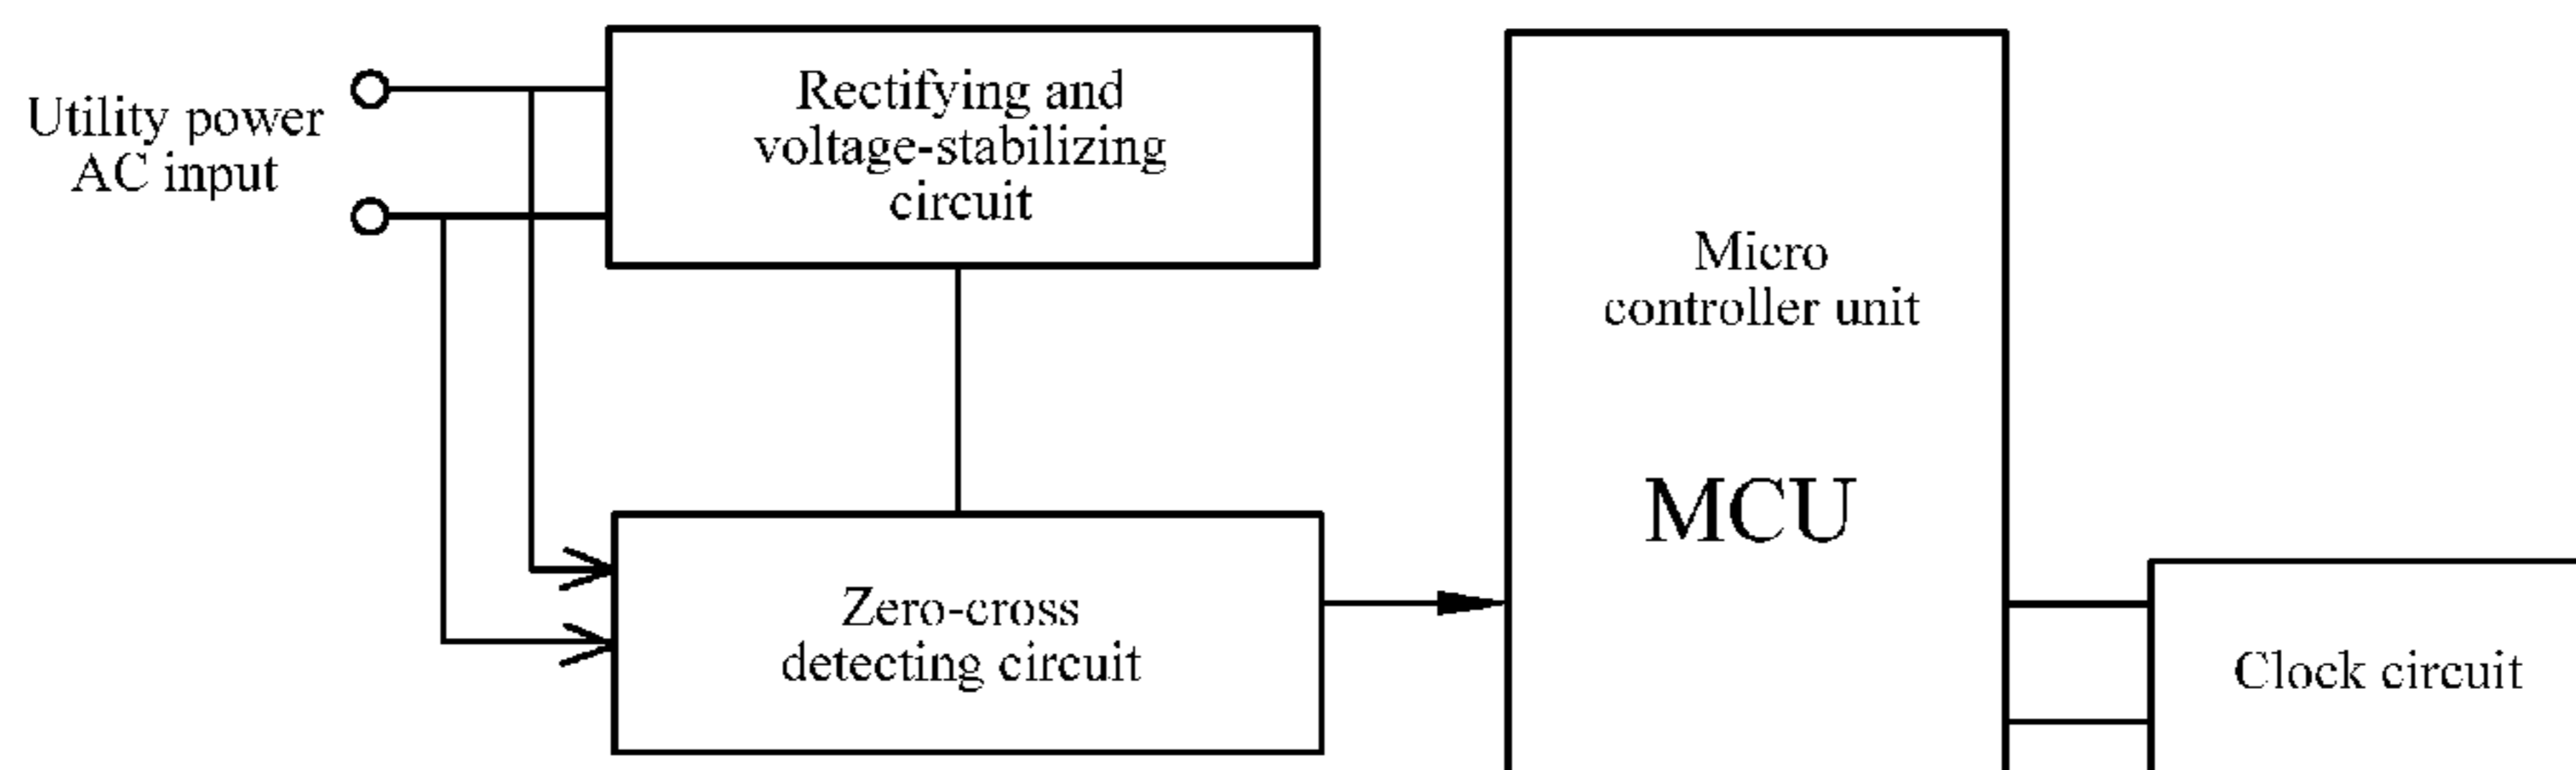 Utility power
AC input
Rectifying and
voltage-stabilizing
circuit
Micro
controller unit
MCU
Zero-cross
detecting circuit
Clock circuit